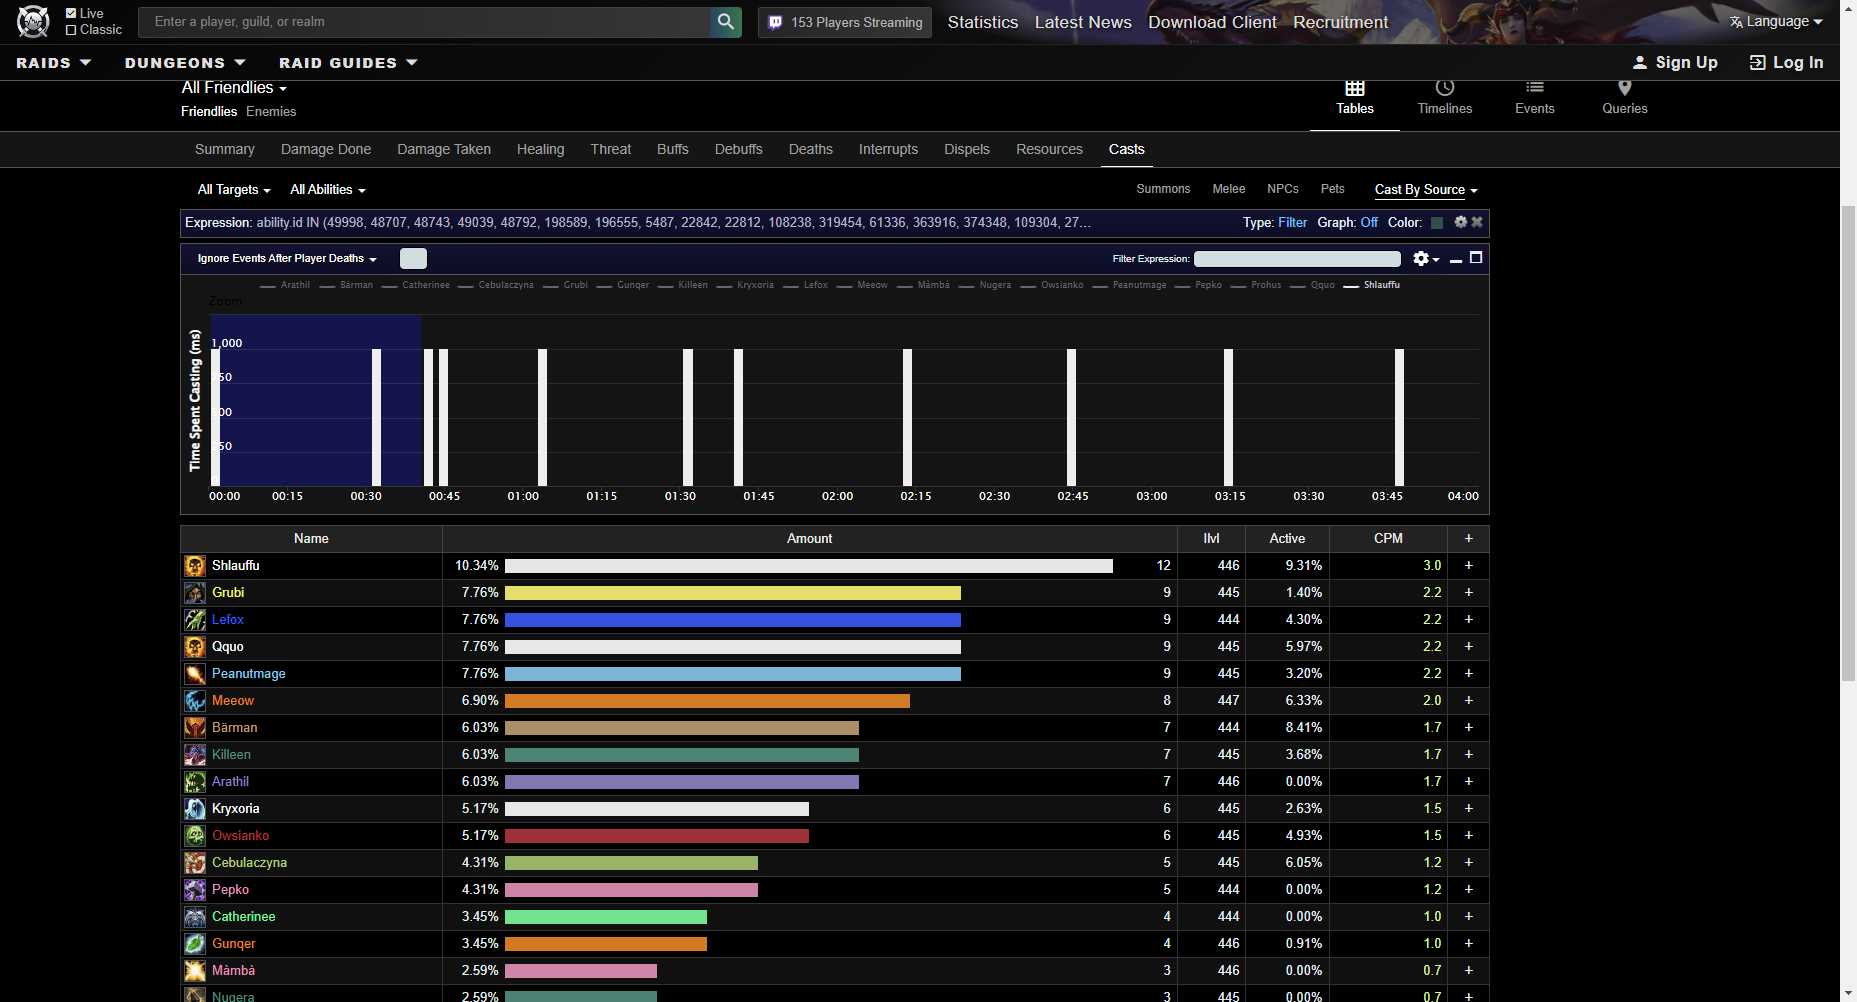 Live
Classic
Enter a player, guild, or realm
153 Players Streaming
Statistics Latest News Download Client Recruitment
Language
RAIDS DUNGEONS RAID GUIDES
Sign Up Log In
All Friendlies
Friendlies Enemies
Tables Timelines Events Queries
Summary Damage Done Damage Taken Healing Threat Buffs Debuffs Deaths Interrupts Dispels Resources Casts
All Targets All Abilities
Summons Melee NPCs Pets Cast By Source
Expression: ability.id IN (49998, 48707, 48743, 49039, 48792, 198589, 196555, 5487, 22842, 22812, 108238, 319454, 61336, 363916, 374348, 109304, 27...
Type: Filter Graph: Off Color:
Ignore Events After Player Deaths
Filter Expression:
Arathil Bärman Catherinee Cebulaczyna Grubi Gunqer Killeen Kryxoria Lefox Meeow Màmbà Nugera Owsianko Peanutmage Pepko Prohus Qquo Shlauffu
Zoom
Time Spent Casting (ms)
1,000
50
00
50
00:00 00:15 00:30 00:45 01:00 01:15 01:30 01:45 02:00 02:15 02:30 02:45 03:00 03:15 03:30 03:45 04:00
Name Amount Ilvl Active CPM +
Shlauffu 10.34% 12 446 9.31% 3.0 +
Grubi 7.76% 9 445 1.40% 2.2 +
Lefox 7.76% 9 444 4.30% 2.2 +
Qquo 7.76% 9 445 5.97% 2.2 +
Peanutmage 7.76% 9 445 3.20% 2.2 +
Meeow 6.90% 8 447 6.33% 2.0 +
Bärman 6.03% 7 444 8.41% 1.7 +
Killeen 6.03% 7 445 3.68% 1.7 +
Arathil 6.03% 7 446 0.00% 1.7 +
Kryxoria 5.17% 6 445 2.63% 1.5 +
Owsianko 5.17% 6 445 4.93% 1.5 +
Cebulaczyna 4.31% 5 445 6.05% 1.2 +
Pepko 4.31% 5 444 0.00% 1.2 +
Catherinee 3.45% 4 444 0.00% 1.0 +
Gunqer 3.45% 4 446 0.91% 1.0 +
Màmbà 2.59% 3 446 0.00% 0.7 +
Nugera 2.59% 3 445 0.00% 0.7 +